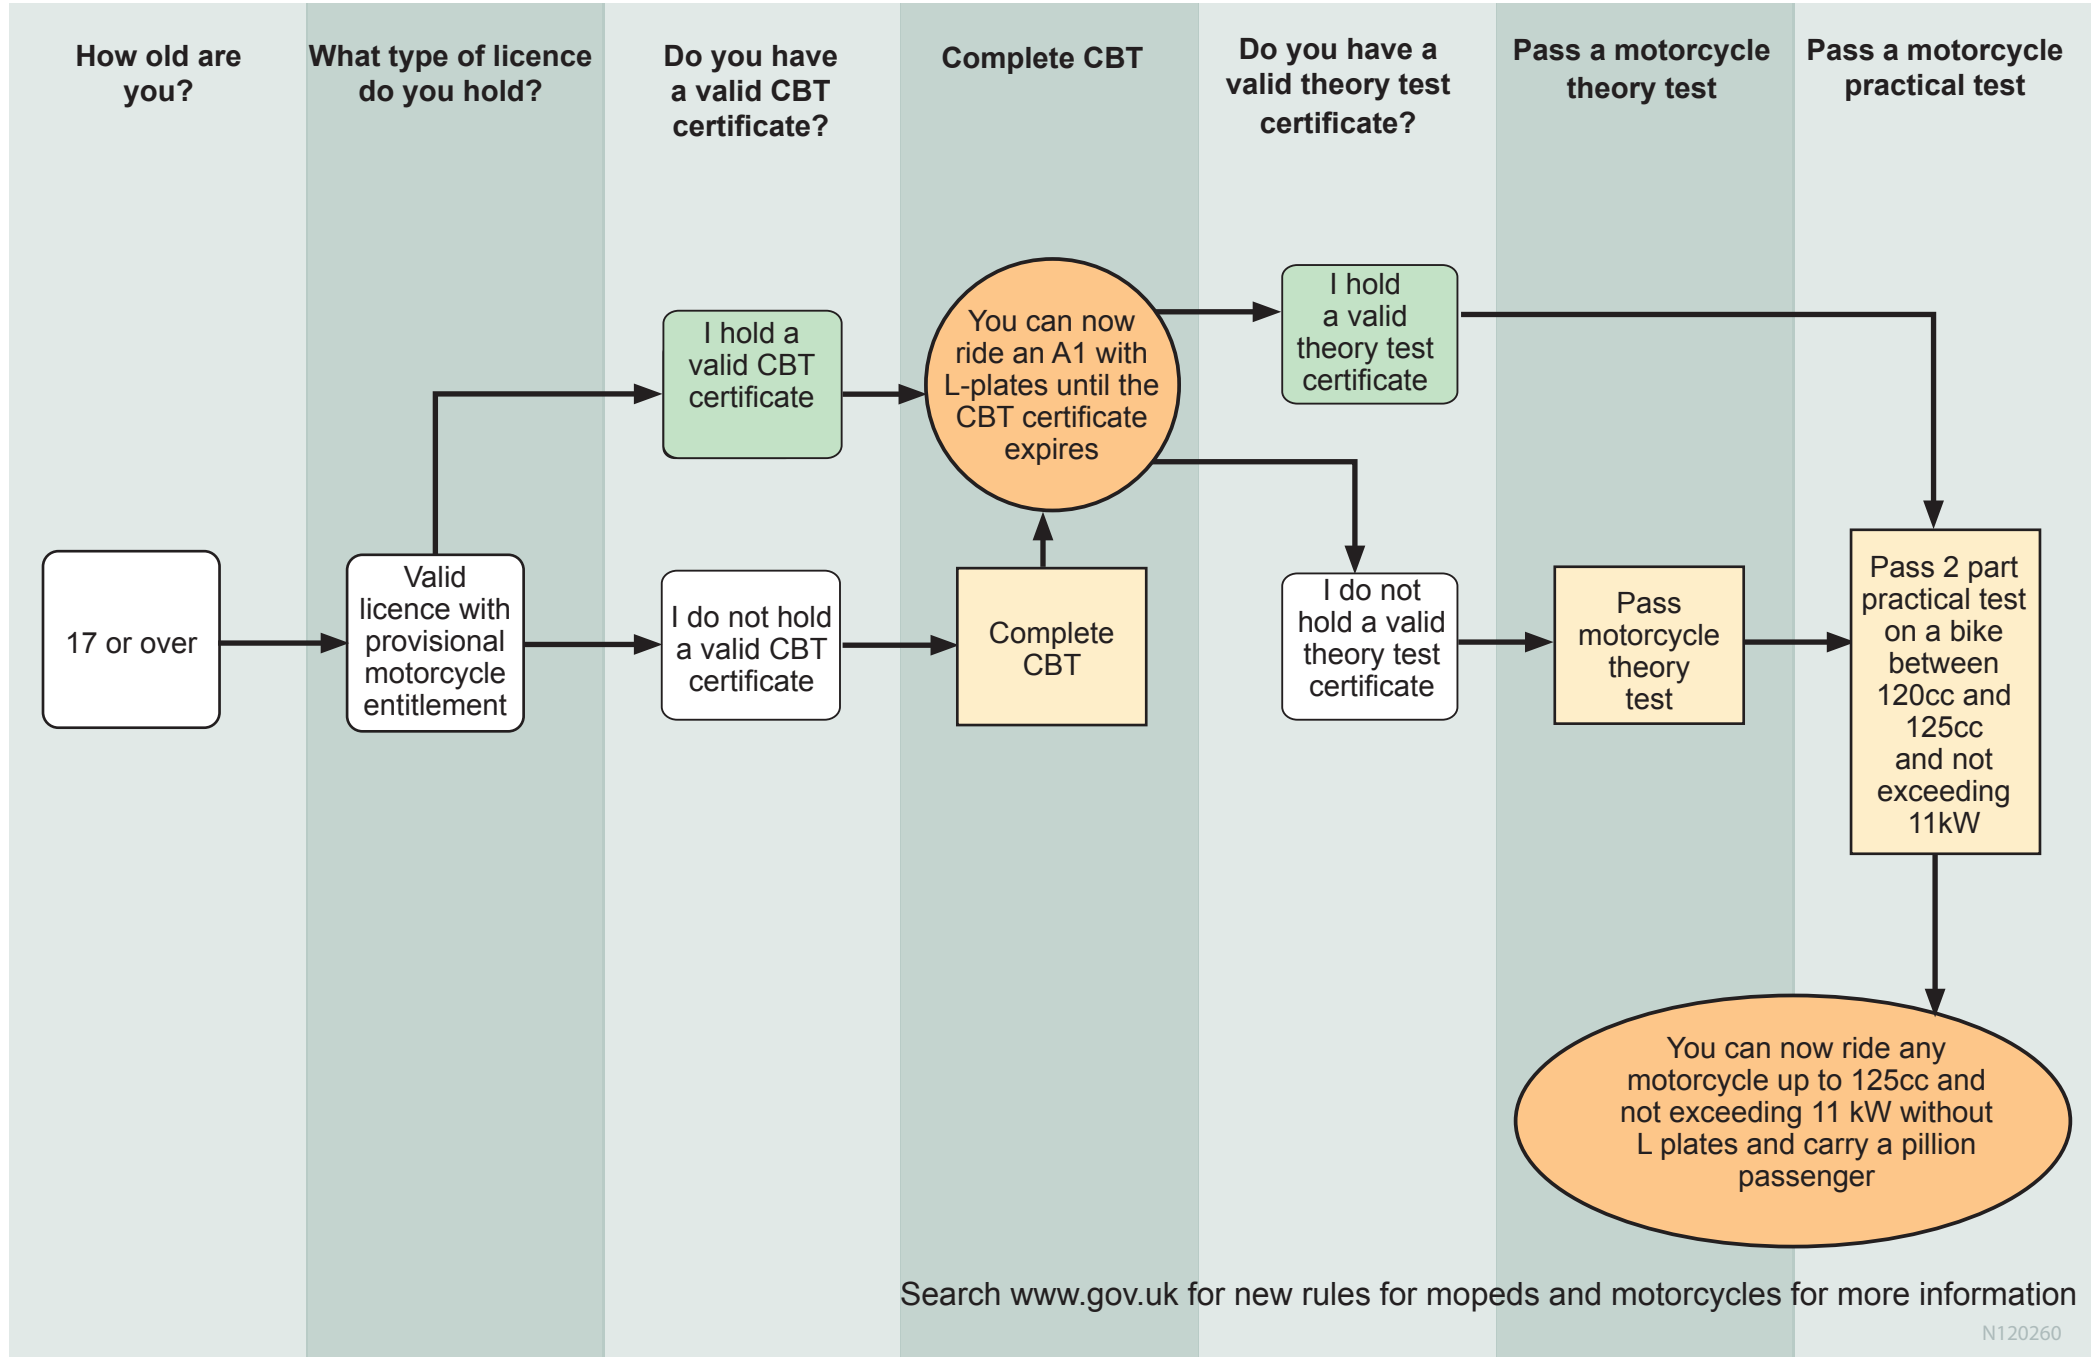 How old are
you?
What type of licence
do you hold?
Do you have
a valid CBT
certificate?
Complete CBT
Do you have a
valid theory test
certificate?
Pass a motorcycle
theory test
Pass a motorcycle
practical test
17 or over
Valid
licence with
provisional
motorcycle
entitlement
I hold a
valid CBT
certificate
I do not hold
a valid CBT
certificate
You can now
ride an A1 with
L-plates until the
CBT certificate
expires
Complete
CBT
I hold
a valid
theory test
certificate
I do not
hold a valid
theory test
certificate
Pass
motorcycle
theory
test
Pass 2 part
practical test
on a bike
between
120cc and
125cc
and not
exceeding
11kW
You can now ride any
motorcycle up to 125cc and
not exceeding 11 kW without
L plates and carry a pillion
passenger
Search www.gov.uk for new rules for mopeds and motorcycles for more information
N120260